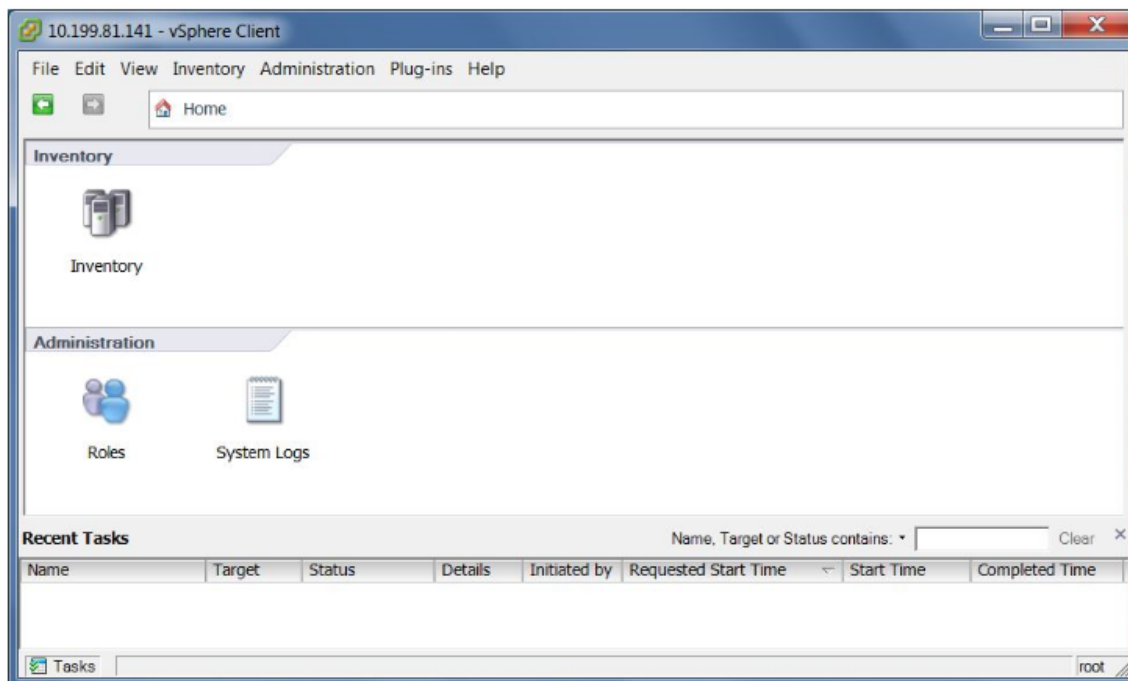 10.199.81.141 - vSphere Client
File Edit View Inventory Administration Plug-ins Help
Home
Inventory
Inventory
Administration
Roles System Logs
Recent Tasks Name, Target or Status contains: Clear
Name Target Status Details Initiated by Requested Start Time Start Time Completed Time
Tasks root